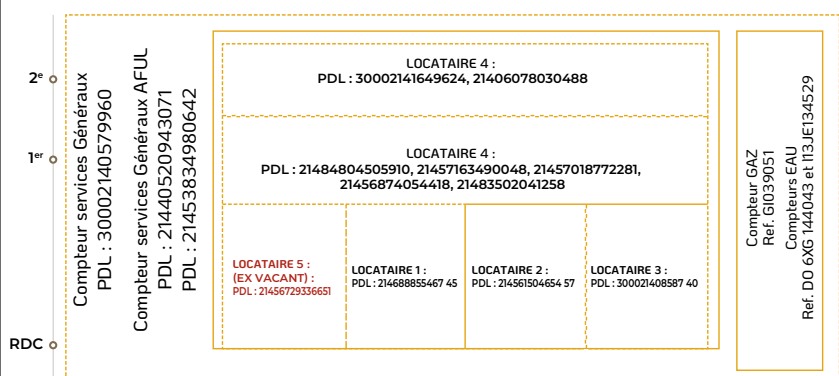 2e
1er
RDC
Compteur services Généraux
PDL : 30002140579960
Compteur services Généraux AFUL
PDL : 21440520943071
PDL : 21453834980642
LOCATAIRE 4 :
PDL : 30002141649624, 21406078030488
LOCATAIRE 4 :
PDL : 21484804505910, 21457163490048, 21457018772281,
21456874054418, 21483502041258
LOCATAIRE 5 :
(EX VACANT) :
PDL : 21456729336651
LOCATAIRE 1 :
PDL : 214688855467 45
LOCATAIRE 2 :
PDL : 214561504654 57
LOCATAIRE 3 :
PDL : 300021408587 40
Compteur GAZ
Ref. GI039051
Compteurs EAU
Ref. DO 6XG 144043 et I13JE134529